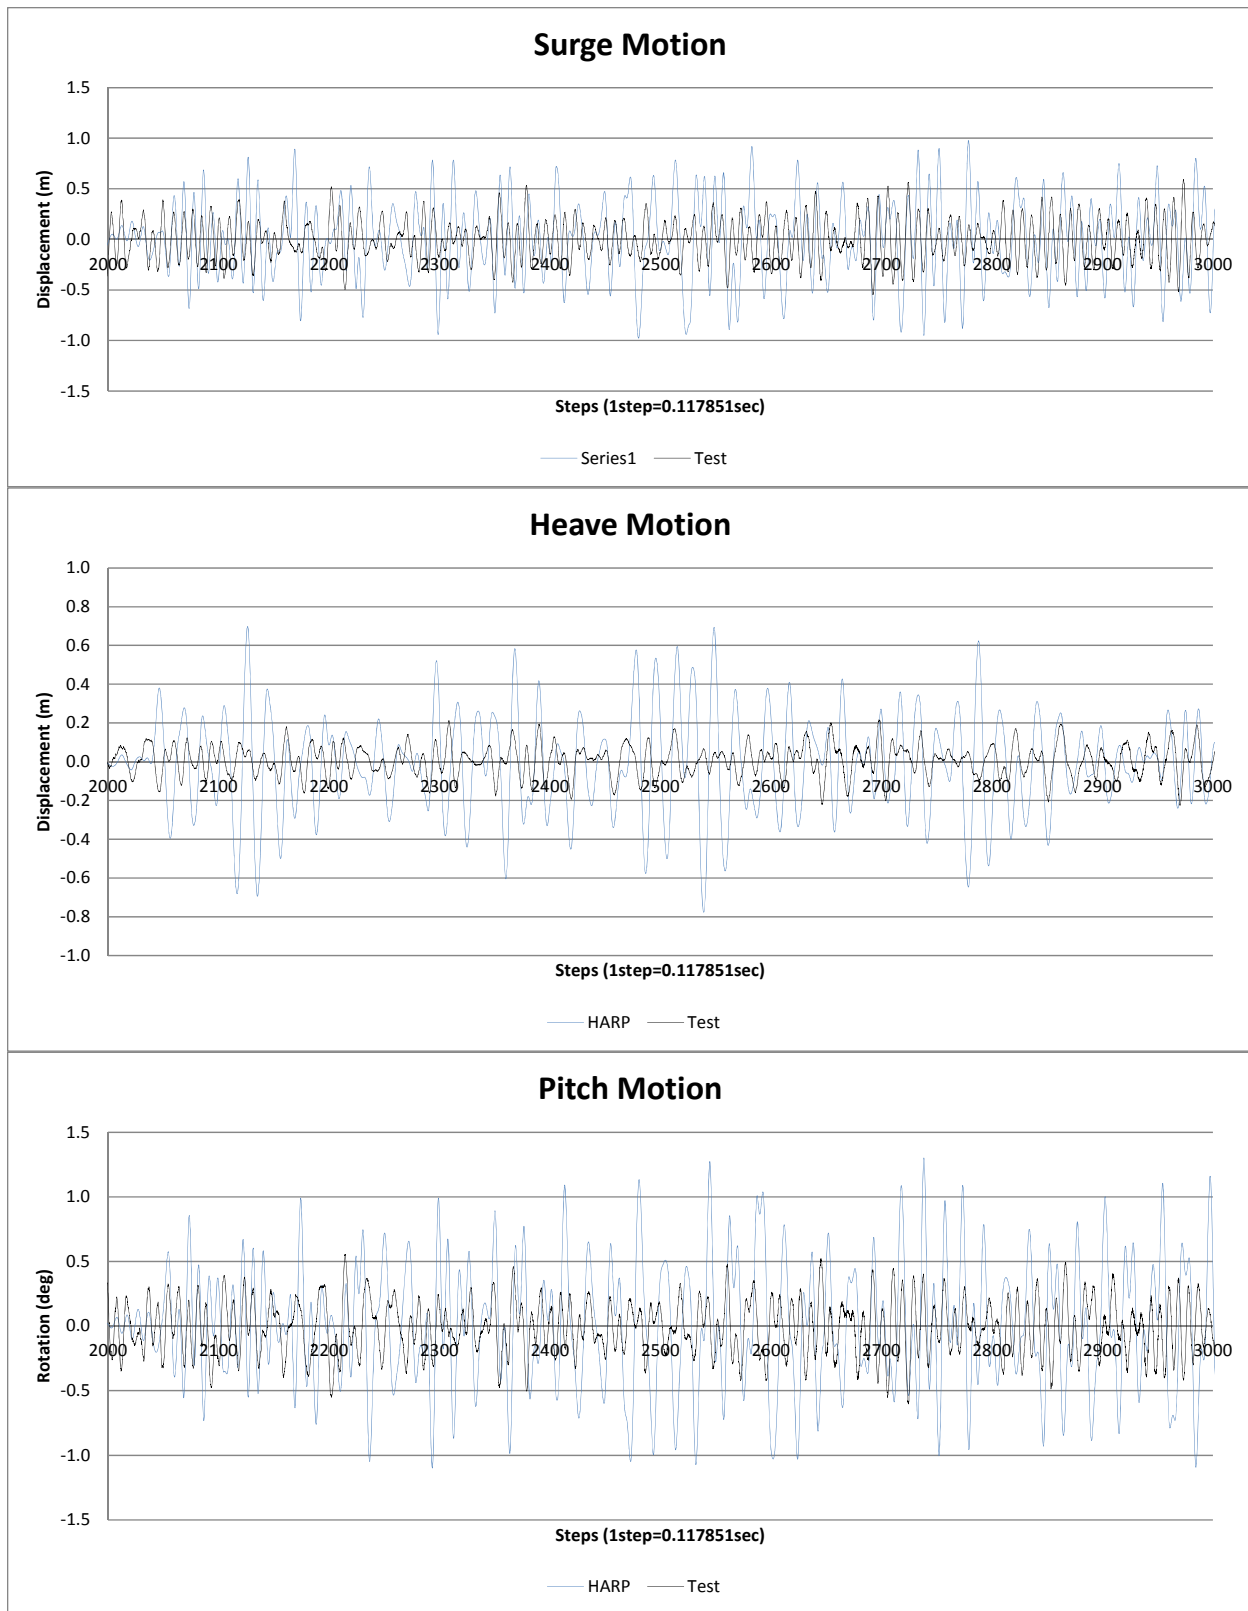 Surge Motion
1.5
1.0
0.5
0.0
-0.5
-1.0
-1.5
Displacement (m)
2000 2100 2200 2300 2400 2500 2600 2700 2800 2900 3000
Steps (1step=0.117851sec)
Series1 Test
Heave Motion
1.0
0.8
0.6
0.4
0.2
0.0
-0.2
-0.4
-0.6
-0.8
-1.0
Displacement (m)
2000 2100 2200 2300 2400 2500 2600 2700 2800 2900 3000
Steps (1step=0.117851sec)
HARP Test
Pitch Motion
1.5
1.0
0.5
0.0
-0.5
-1.0
-1.5
Rotation (deg)
2000 2100 2200 2300 2400 2500 2600 2700 2800 2900 3000
Steps (1step=0.117851sec)
HARP Test